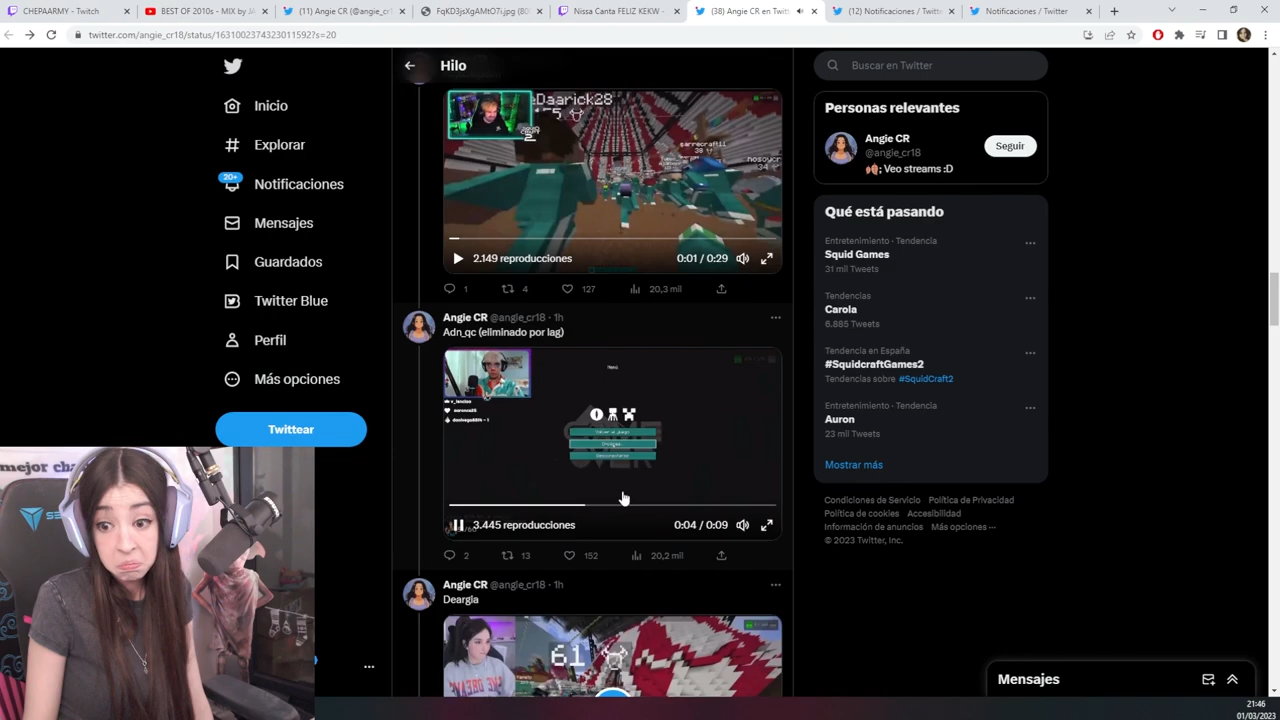 CHEPAARMY - Twitch
BEST OF 2010s ~ MIX by JA
(11) Angie CR (@angie_cr1
FqKD3jsXgAMtO7i.jpg (80
Nissa Canta FELIZ KEKW -
(38) Angie CR en Twitt
(12) Notificaciones / Twitte
Notificaciones / Twitter
twitter.com/angie_cr18/status/1631002374323011592?s=20
Inicio
Explorar
20+
Notificaciones
Mensajes
Guardados
Twitter Blue
Perfil
Más opciones
Twittear
mejor cha
Hilo
eDaarick28
2.149 reproducciones
0:01 / 0:29
1
4
127
20,3 mil
Angie CR @angie_cr18 · 1h
Adn_qc (eliminado por lag)
3.445 reproducciones
0:04 / 0:09
2
13
152
20,2 mil
Angie CR @angie_cr18 · 1h
Deargla
61
Buscar en Twitter
Personas relevantes
Angie CR
@angie_cr18
Seguir
: Veo streams :D
Qué está pasando
Entretenimiento · Tendencia
Squid Games
31 mil Tweets
Tendencias
Carola
6.885 Tweets
Tendencia en España
#SquidcraftGames2
Tendencias sobre #SquidCraft2
Entretenimiento · Tendencia
Auron
23 mil Tweets
Mostrar más
Condiciones de Servicio Política de Privacidad
Política de cookies Accesibilidad
Información de anuncios Más opciones ···
© 2023 Twitter, Inc.
Mensajes
21:46
01/03/2023